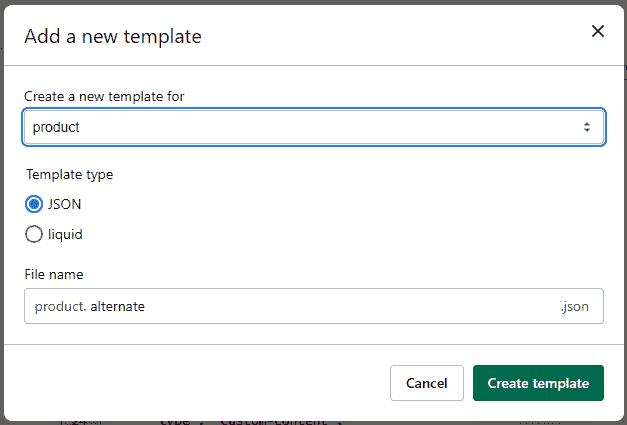 Add a new template
Create a new template for
product
Template type
JSON
liquid
File name
product. alternate .json
Cancel Create template